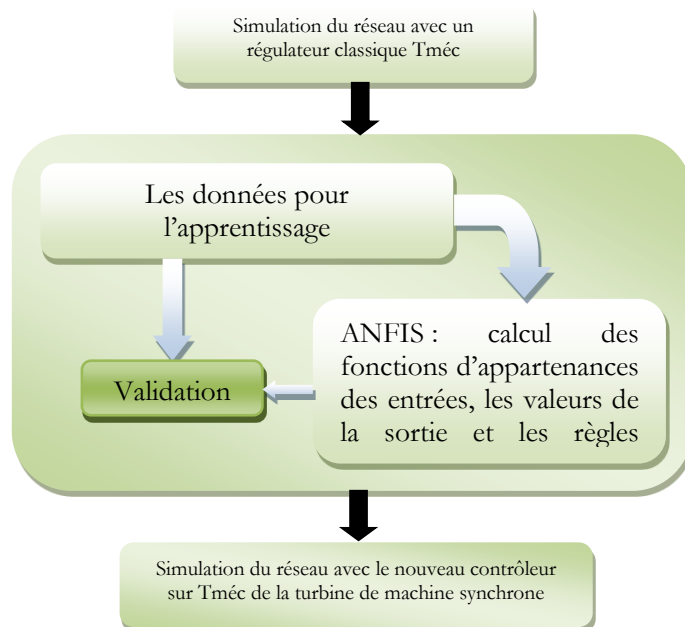 Simulation du réseau avec un
régulateur classique Tméc
Les données pour
l'apprentissage
ANFIS : calcul des
fonctions d'appartenances
des entrées, les valeurs de
la sortie et les règles
Validation
Simulation du réseau avec le nouveau contrôleur
sur Tméc de la turbine de machine synchrone